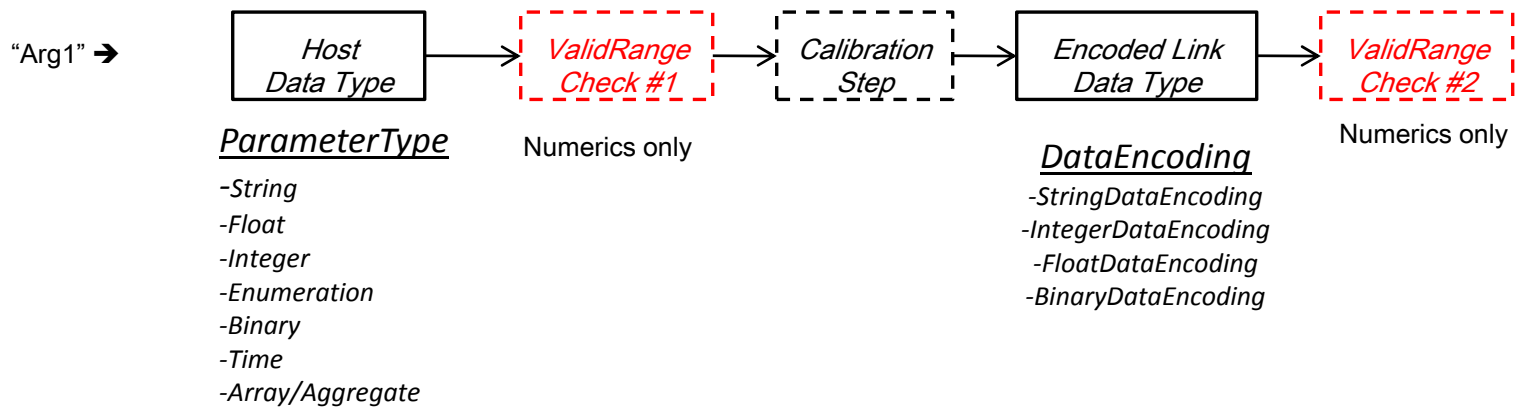 “Arg1” ➔
Host
Data Type
ValidRange
Check #1
Calibration
Step
Encoded Link
Data Type
ValidRange
Check #2
ParameterType
-String
-Float
-Integer
-Enumeration
-Binary
-Time
-Array/Aggregate
Numerics only
DataEncoding
-StringDataEncoding
-IntegerDataEncoding
-FloatDataEncoding
-BinaryDataEncoding
Numerics only